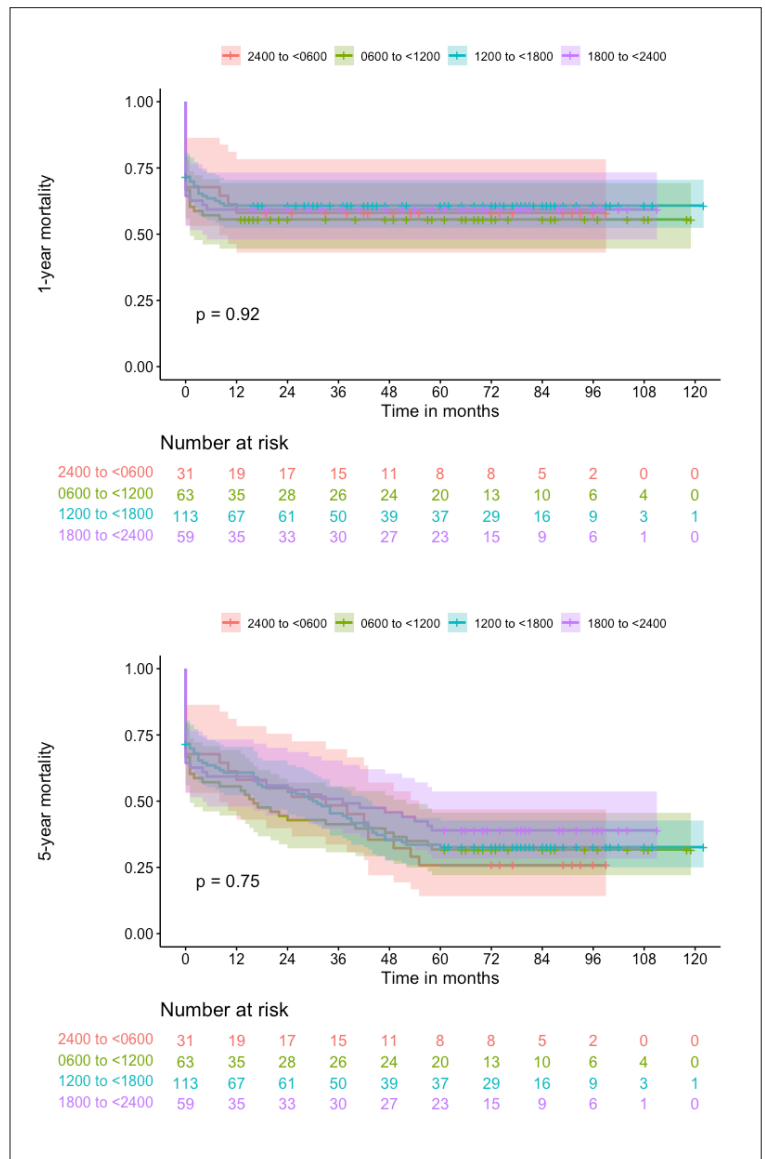 2400 to <0600 0600 to <1200 1200 to <1800 1800 to <2400
1-year mortality
1.00
0.75
0.50
0.25
0.00
p = 0.92
0 12 24 36 48 60 72 84 96 108 120
Time in months
Number at risk
2400 to <0600 31 19 17 15 11 8 8 5 2 0 0
0600 to <1200 63 35 28 26 24 20 13 10 6 4 0
1200 to <1800 113 67 61 50 39 37 29 16 9 3 1
1800 to <2400 59 35 33 30 27 23 15 9 6 1 0
2400 to <0600 0600 to <1200 1200 to <1800 1800 to <2400
5-year mortality
1.00
0.75
0.50
0.25
0.00
p = 0.75
0 12 24 36 48 60 72 84 96 108 120
Time in months
Number at risk
2400 to <0600 31 19 17 15 11 8 8 5 2 0 0
0600 to <1200 63 35 28 26 24 20 13 10 6 4 0
1200 to <1800 113 67 61 50 39 37 29 16 9 3 1
1800 to <2400 59 35 33 30 27 23 15 9 6 1 0